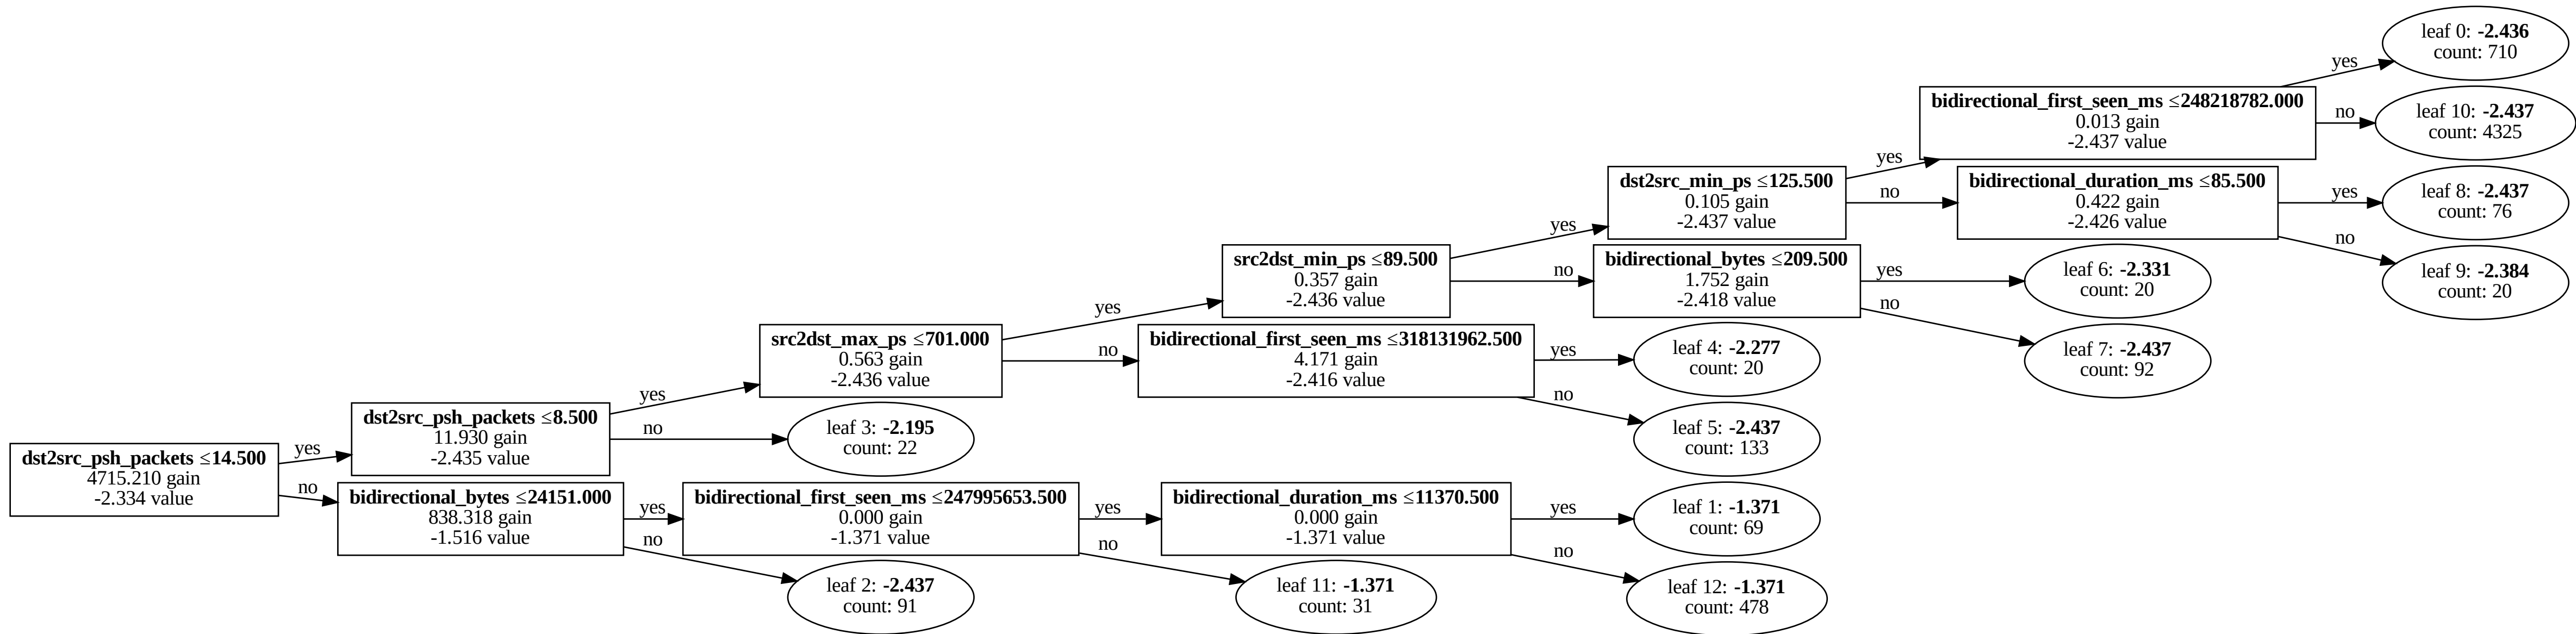 dst2src_psh_packets ≤14.500
4715.210 gain
-2.334 value
yes
no
dst2src_psh_packets ≤8.500
11.930 gain
-2.435 value
yes
no
bidirectional_bytes ≤24151.000
838.318 gain
-1.516 value
yes
no
src2dst_max_ps ≤701.000
0.563 gain
-2.436 value
yes
no
leaf 3: -2.195
count: 22
bidirectional_first_seen_ms ≤247995653.500
0.000 gain
-1.371 value
yes
no
leaf 2: -2.437
count: 91
src2dst_min_ps ≤89.500
0.357 gain
-2.436 value
yes
no
bidirectional_first_seen_ms ≤318131962.500
4.171 gain
-2.416 value
yes
no
bidirectional_duration_ms ≤11370.500
0.000 gain
-1.371 value
yes
no
leaf 11: -1.371
count: 31
dst2src_min_ps ≤125.500
0.105 gain
-2.437 value
yes
no
bidirectional_bytes ≤209.500
1.752 gain
-2.418 value
yes
no
leaf 4: -2.277
count: 20
leaf 5: -2.437
count: 133
leaf 1: -1.371
count: 69
leaf 12: -1.371
count: 478
bidirectional_first_seen_ms ≤248218782.000
0.013 gain
-2.437 value
yes
no
bidirectional_duration_ms ≤85.500
0.422 gain
-2.426 value
yes
no
leaf 6: -2.331
count: 20
leaf 7: -2.437
count: 92
leaf 0: -2.436
count: 710
leaf 10: -2.437
count: 4325
leaf 8: -2.437
count: 76
leaf 9: -2.384
count: 20